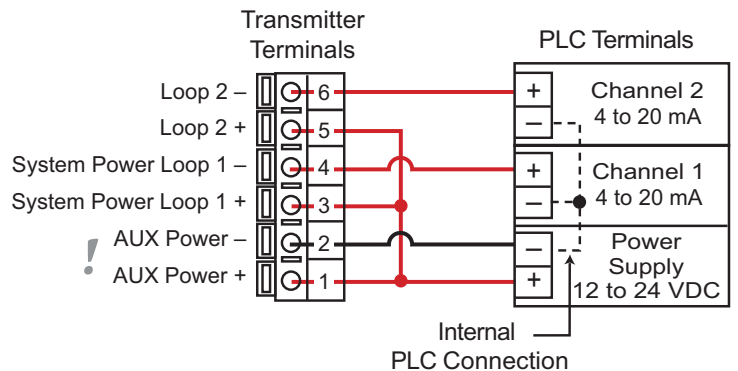 Transmitter
Terminals
PLC Terminals
Loop 2 –
6
+
Channel 2
4 to 20 mA
Loop 2 +
5
–
System Power Loop 1 –
4
+
Channel 1
4 to 20 mA
System Power Loop 1 +
3
–
! AUX Power –
2
–
Power
Supply
12 to 24 VDC
AUX Power +
1
+
Internal
PLC Connection